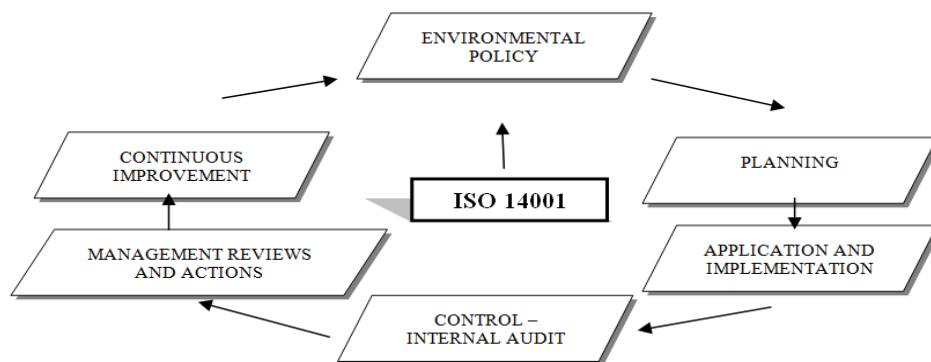 ENVIRONMENTAL
POLICY
PLANNING
CONTINUOUS
IMPROVEMENT
ISO 14001
MANAGEMENT REVIEWS
AND ACTIONS
APPLICATION AND
IMPLEMENTATION
CONTROL –
INTERNAL AUDIT